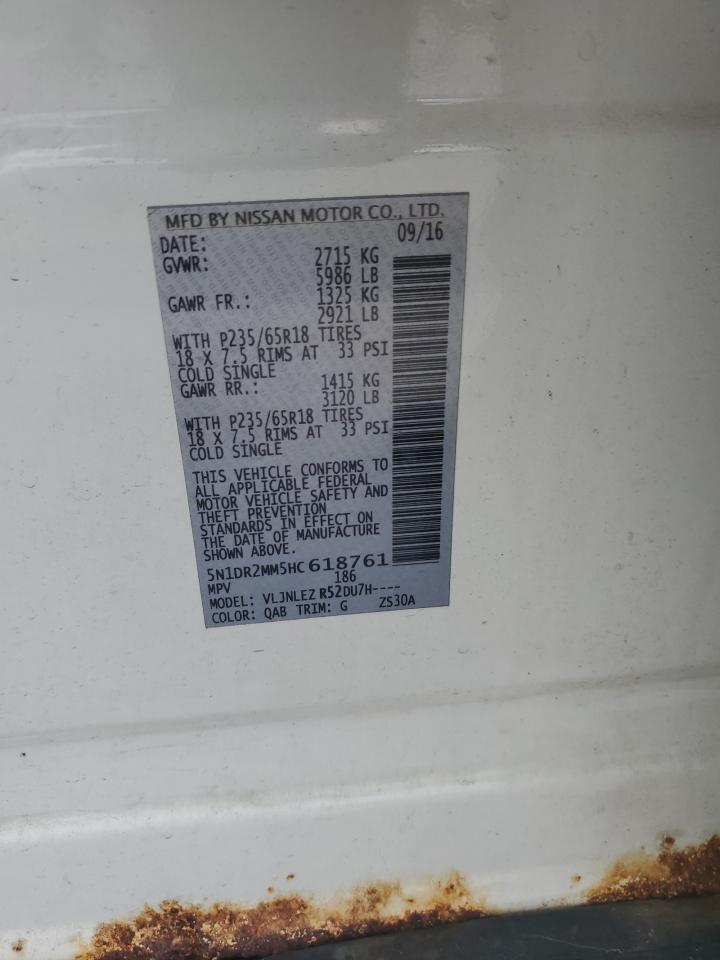 MFD BY NISSAN MOTOR CO., LTD.
DATE: 09/16
GVWR: 2715 KG
5986 LB
GAWR FR.: 1325 KG
2921 LB
WITH P235/65R18 TIRES
18 X 7.5 RIMS AT 33 PSI
COLD SINGLE
GAWR RR.: 1415 KG
3120 LB
WITH P235/65R18 TIRES
18 X 7.5 RIMS AT 33 PSI
COLD SINGLE
THIS VEHICLE CONFORMS TO
ALL APPLICABLE FEDERAL
MOTOR VEHICLE SAFETY AND
THEFT PREVENTION
STANDARDS IN EFFECT ON
THE DATE OF MANUFACTURE
SHOWN ABOVE.
5N1DR2MM5HC618761
MPV 186
MODEL: VLJNLEZ R52DU7H----
COLOR: QAB TRIM: G ZS30A